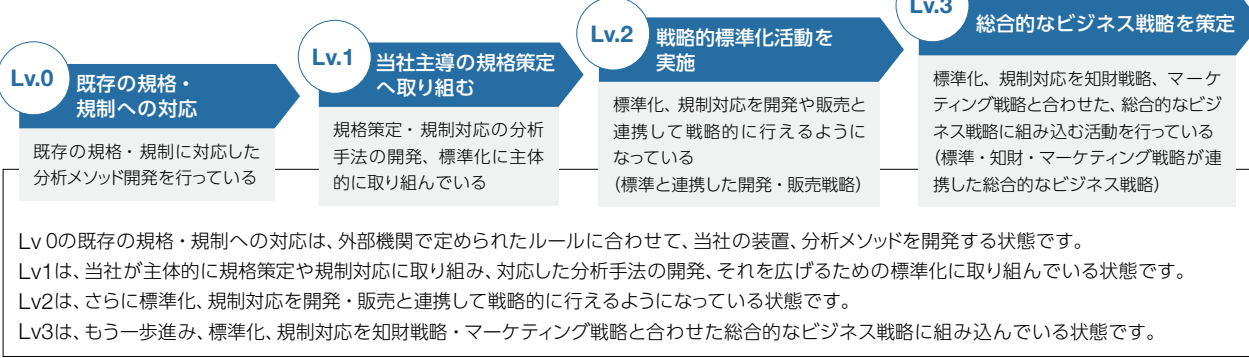 Lv.0
既存の規格・
規制への対応
既存の規格・規制に対応した
分析メソッド開発を行っている
Lv.1
当社主導の規格策定
へ取り組む
規格策定・規制対応の分析
手法の開発、標準化に主体
的に取り組んでいる
Lv.2
戦略的標準化活動を
実施
標準化、規制対応を開発や販売と
連携して戦略的に行えるように
なっている
(標準と連携した開発・販売戦略)
Lv.3
総合的なビジネス戦略を策定
標準化、規制対応を知財戦略、マーケ
ティング戦略と合わせた、総合的なビジ
ネス戦略に組み込む活動を行っている
(標準・知財・マーケティング戦略が連
携した総合的なビジネス戦略)
Lv 0の既存の規格・規制への対応は、外部機関で定められたルールに合わせて、当社の装置、分析メソッドを開発する状態です。
Lv1は、当社が主体的に規格策定や規制対応に取り組み、対応した分析手法の開発、それを広げるための標準化に取り組んでいる状態です。
Lv2は、さらに標準化、規制対応を開発・販売と連携して戦略的に行えるようになっている状態です。
Lv3は、もう一歩進み、標準化、規制対応を知財戦略・マーケティング戦略と合わせた総合的なビジネス戦略に組み込んでいる状態です。